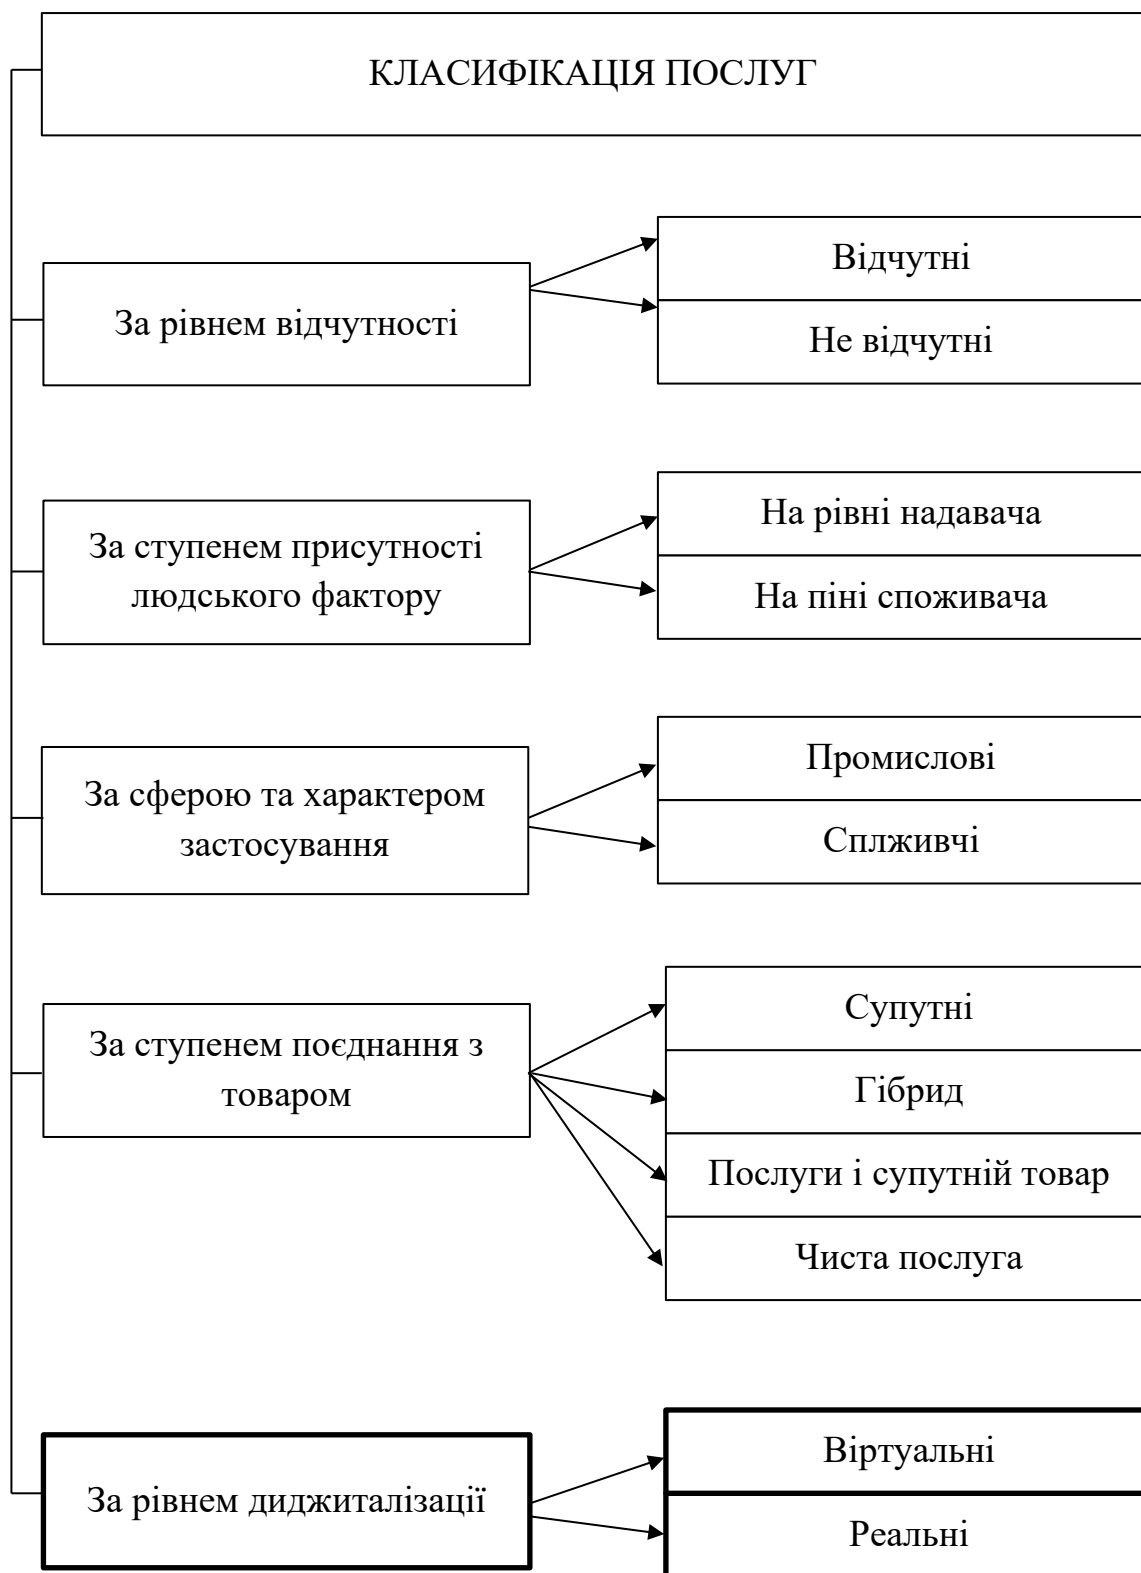 КЛАСИФІКАЦІЯ ПОСЛУГ
За рівнем відчутності
Відчутні
Не відчутні
За ступенем присутності
людського фактору
На рівні надавача
На піні споживача
За сферою та характером
застосування
Промислові
Сплживчі
За ступенем поєднання з
товаром
Супутні
Гібрид
Послуги і супутній товар
Чиста послуга
За рівнем диджиталізації
Віртуальні
Реальні